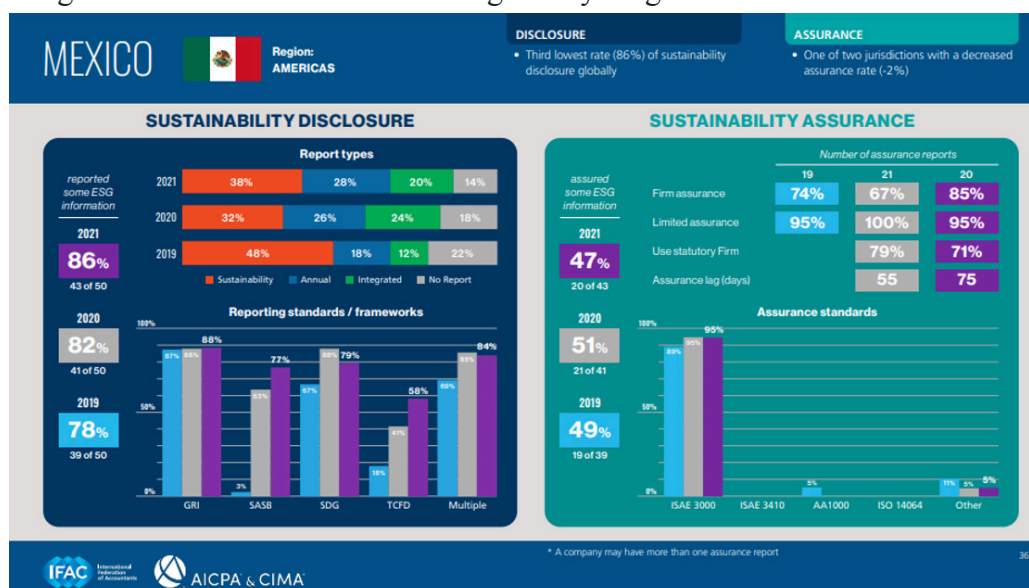 MEXICO
Region:
AMERICAS
DISCLOSURE
• Third lowest rate (86%) of sustainability
disclosure globally
ASSURANCE
• One of two jurisdictions with a decreased
assurance rate (-2%)
SUSTAINABILITY DISCLOSURE
reported
some ESG
information
2021
86%
43 of 50
2020
82%
41 of 50
2019
78%
39 of 50
Report types
2021 38% 28% 20% 14%
2020 32% 26% 24% 18%
2019 48% 18% 12% 22%
Sustainability Annual Integrated No Report
Reporting standards / frameworks
100%
50%
0%
87% 88% 88%
3% 63% 77%
67% 88% 79%
18% 41% 58%
69% 85% 84%
GRI SASB SDG TCFD Multiple
SUSTAINABILITY ASSURANCE
assured
some ESG
information
2021
47%
20 of 43
2020
51%
21 of 41
2019
49%
19 of 39
Number of assurance reports
19 21 20
Firm assurance 74% 67% 85%
Limited assurance 95% 100% 95%
Use statutory Firm 79% 71%
Assurance lag (days) 55 75
Assurance standards
100%
50%
0%
89% 95% 95%
5%
11% 5% 5%
ISAE 3000 ISAE 3410 AA1000 ISO 14064 Other
* A company may have more than one assurance report
36
IFAC International
Federation
of Accountants
AICPA & CIMA